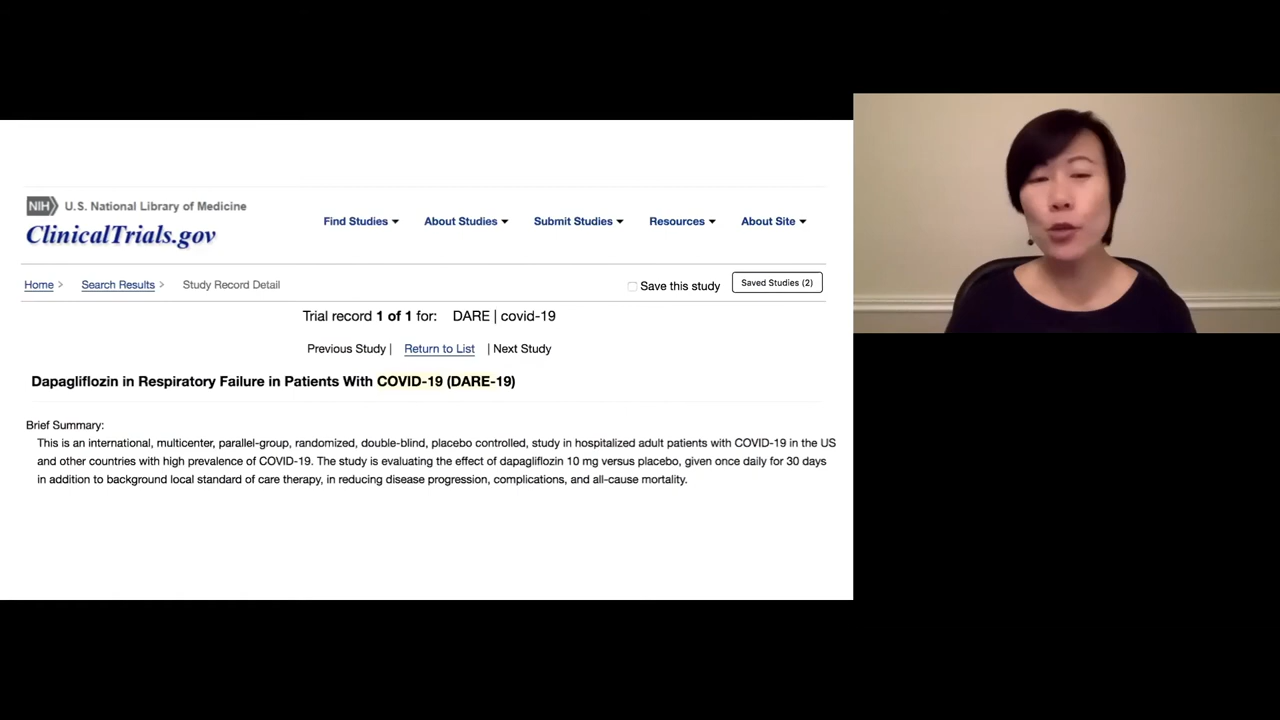 NIH U.S. National Library of Medicine
ClinicalTrials.gov
Find Studies About Studies Submit Studies Resources About Site
Home > Search Results > Study Record Detail
Save this study Saved Studies (2)
Trial record 1 of 1 for: DARE | covid-19
Previous Study | Return to List | Next Study
Dapagliflozin in Respiratory Failure in Patients With COVID-19 (DARE-19)
Brief Summary:
This is an international, multicenter, parallel-group, randomized, double-blind, placebo controlled, study in hospitalized adult patients with COVID-19 in the US
and other countries with high prevalence of COVID-19. The study is evaluating the effect of dapagliflozin 10 mg versus placebo, given once daily for 30 days
in addition to background local standard of care therapy, in reducing disease progression, complications, and all-cause mortality.